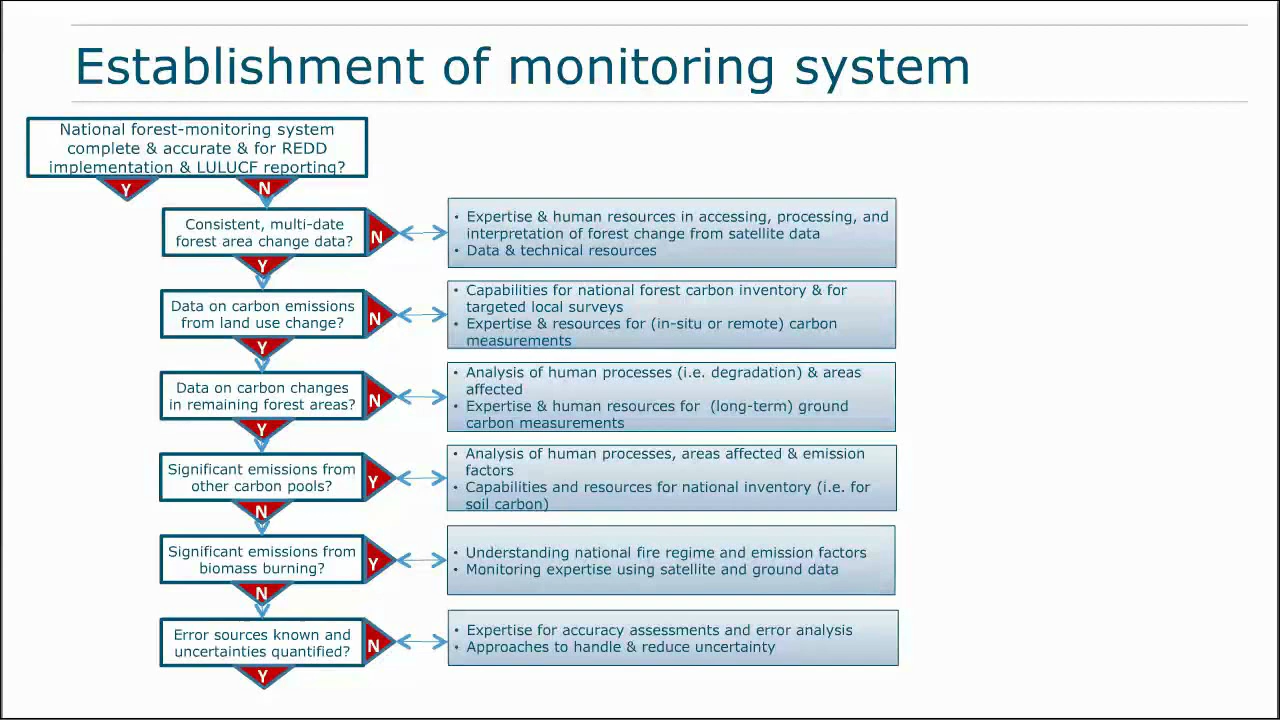 Establishment of monitoring system
National forest-monitoring system
complete & accurate & for REDD
implementation & LULUCF reporting?
Y
N
Consistent, multi-date
forest area change data?
N
Y
• Expertise & human resources in accessing, processing, and
interpretation of forest change from satellite data
• Data & technical resources
Data on carbon emissions
from land use change?
N
Y
• Capabilities for national forest carbon inventory & for
targeted local surveys
• Expertise & resources for (in-situ or remote) carbon
measurements
Data on carbon changes
in remaining forest areas?
N
Y
• Analysis of human processes (i.e. degradation) & areas
affected
• Expertise & human resources for (long-term) ground
carbon measurements
Significant emissions from
other carbon pools?
Y
N
• Analysis of human processes, areas affected & emission
factors
• Capabilities and resources for national inventory (i.e. for
soil carbon)
Significant emissions from
biomass burning?
Y
N
• Understanding national fire regime and emission factors
• Monitoring expertise using satellite and ground data
Error sources known and
uncertainties quantified?
N
Y
• Expertise for accuracy assessments and error analysis
• Approaches to handle & reduce uncertainty